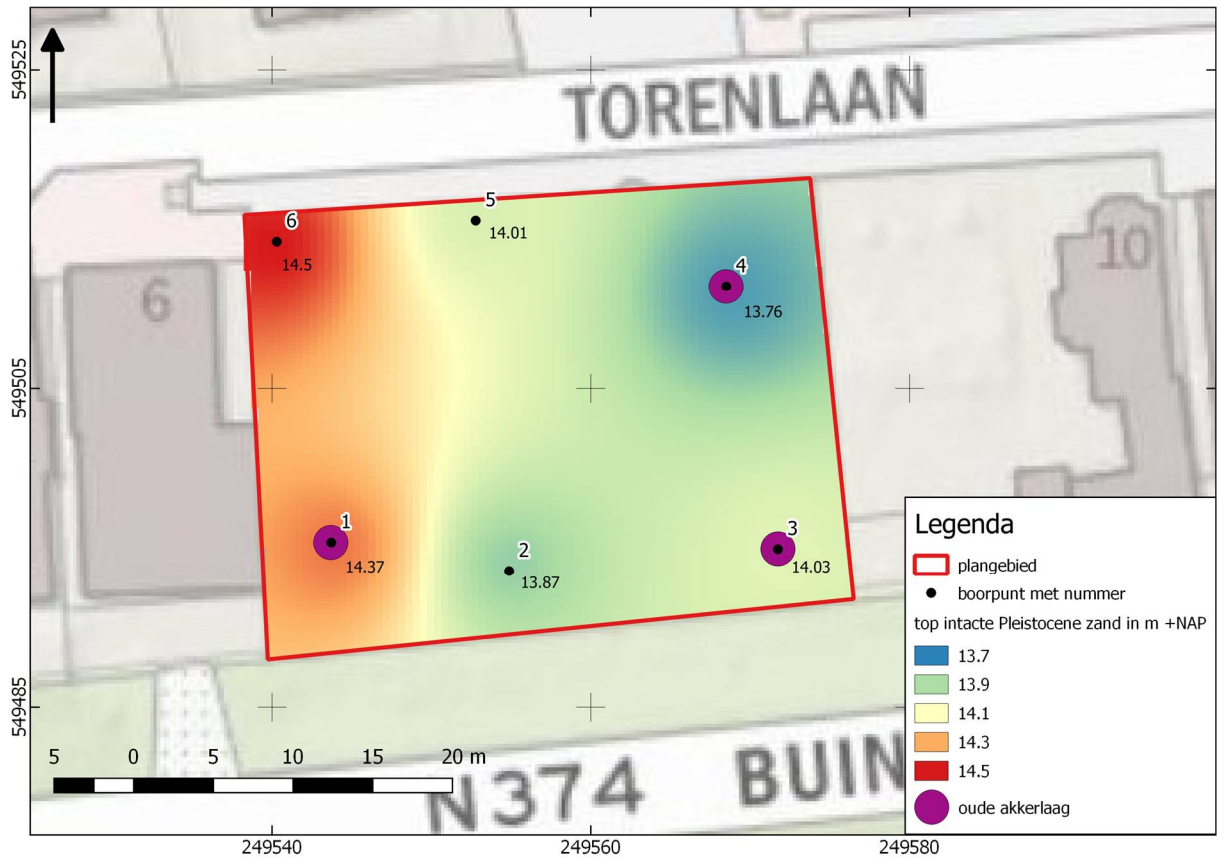 549525
549505
549485
TORENLAAN
6
14.5
5
14.01
4
13.76
10
6
1
14.37
2
13.87
3
14.03
5 0 5 10 15 20 m
N374 BUIN
Legenda
plangebied
boorpunt met nummer
top intacte Pleistocene zand in m +NAP
13.7
13.9
14.1
14.3
14.5
oude akkerlaag
249540 249560 249580